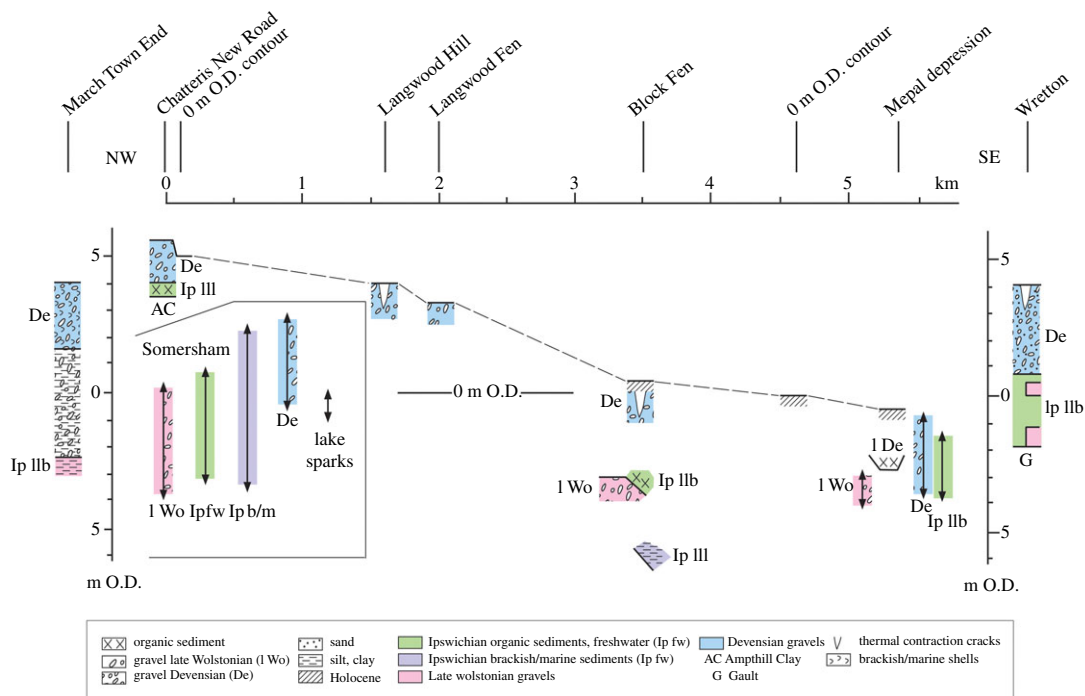 March Town End
Chatteris New Road
0 m O.D. contour
Langwood Hill
Langwood Fen
Block Fen
0 m O.D. contour
Mepal depression
Wretton
NW
SE
0 1 2 3 4 5 km
5
De
Ip lll
AC
De
Ip llb
Somersham
l Wo
Ipfw
Ip b/m
De
lake
sparks
0
5
m O.D.
0 m O.D.
De
l Wo
Ip llb
Ip lll
l De
l Wo
De
Ip llb
5
De
0
lp llb
G
5
m O.D.
organic sediment
gravel late Wolstonian (l Wo)
gravel Devensian (De)
sand
silt, clay
Holocene
Ipswichian organic sediments, freshwater (Ip fw)
Ipswichian brackish/marine sediments (Ip fw)
Late wolstonian gravels
Devensian gravels
AC Ampthill Clay
G Gault
thermal contraction cracks
brackish/marine shells